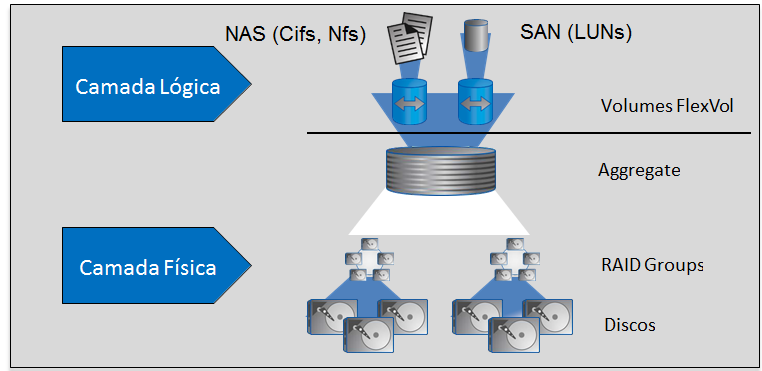 NAS (Cifs, Nfs)
SAN (LUNs)
Camada Lógica
Volumes FlexVol
Aggregate
Camada Física
RAID Groups
Discos